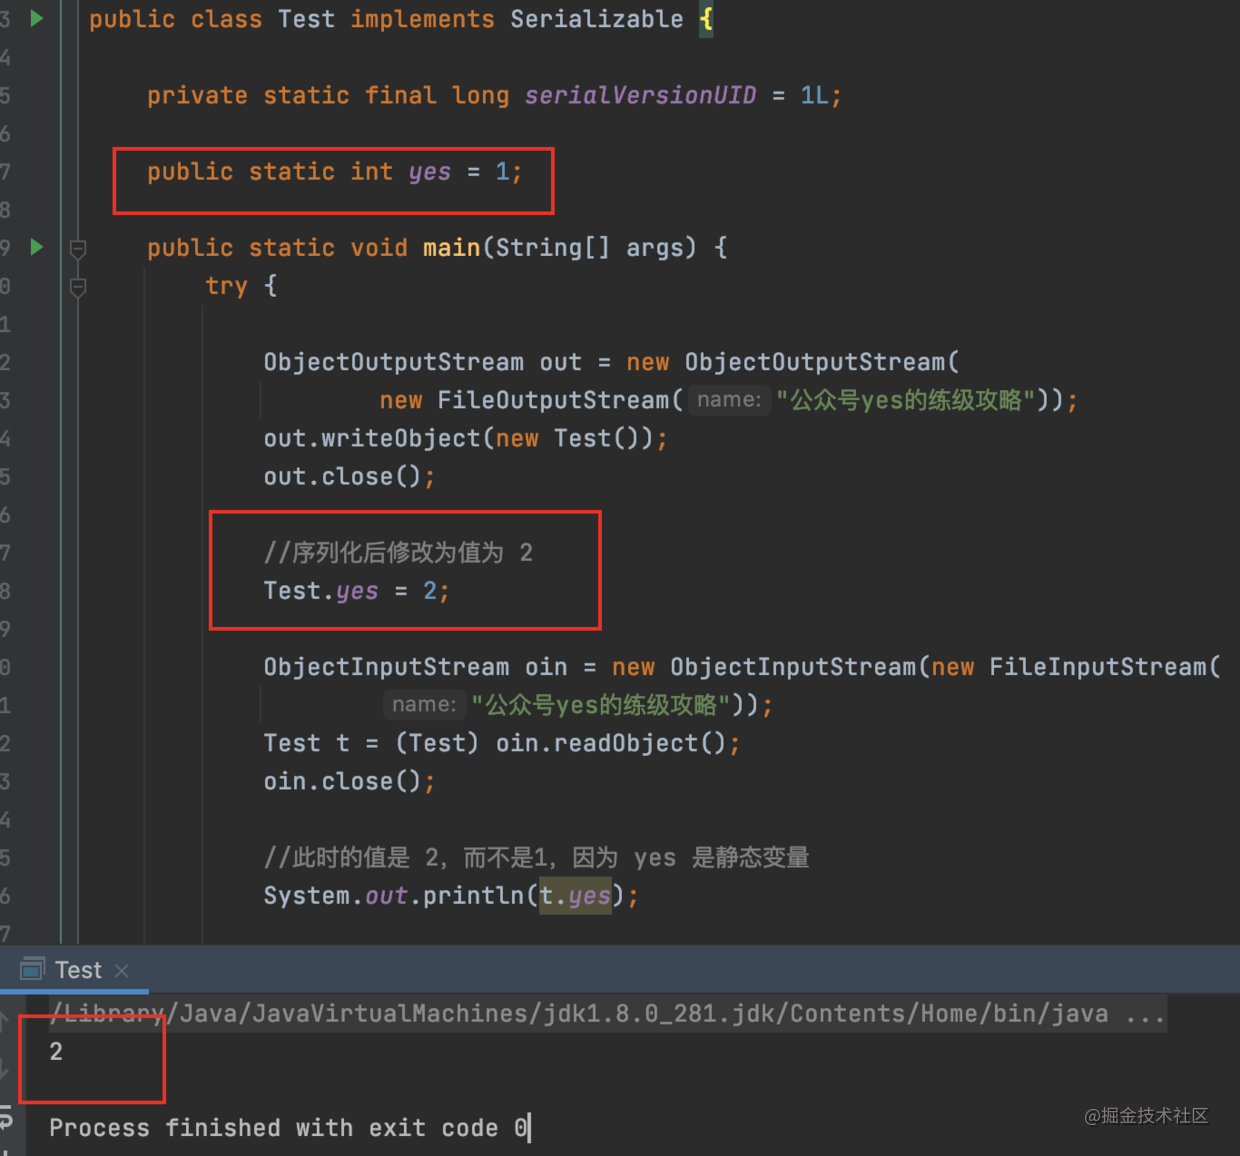 3 public class Test implements Serializable {
4
5 private static final long serialVersionUID = 1L;
6
7 public static int yes = 1;
8
9 public static void main(String[] args) {
0 try {
1
2 ObjectOutputStream out = new ObjectOutputStream(
3 new FileOutputStream( name: "公众号yes的练级攻略"));
4 out.writeObject(new Test());
5 out.close();
6
7 //序列化后修改为值为 2
8 Test.yes = 2;
9
0 ObjectInputStream oin = new ObjectInputStream(new FileInputStream(
1 name: "公众号yes的练级攻略"));
2 Test t = (Test) oin.readObject();
3 oin.close();
4
5 //此时的值是 2，而不是1，因为 yes 是静态变量
6 System.out.println(t.yes);
7
Test ×
/Library/Java/JavaVirtualMachines/jdk1.8.0_281.jdk/Contents/Home/bin/java ...
2
Process finished with exit code 0
@掘金技术社区